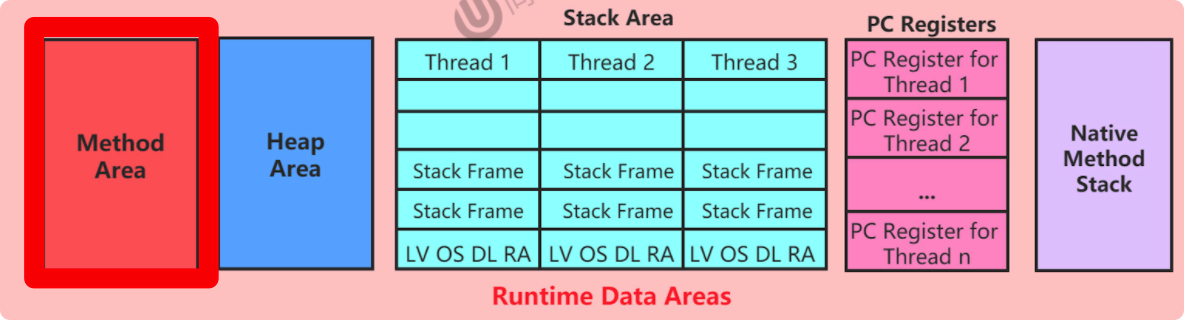 Stack Area
PC Registers
Method
Area
Heap
Area
Thread 1
Thread 2
Thread 3
Stack Frame
Stack Frame
Stack Frame
Stack Frame
Stack Frame
Stack Frame
LV OS DL RA
LV OS DL RA
LV OS DL RA
PC Register for
Thread 1
PC Register for
Thread 2
...
PC Register for
Thread n
Native
Method
Stack
Runtime Data Areas